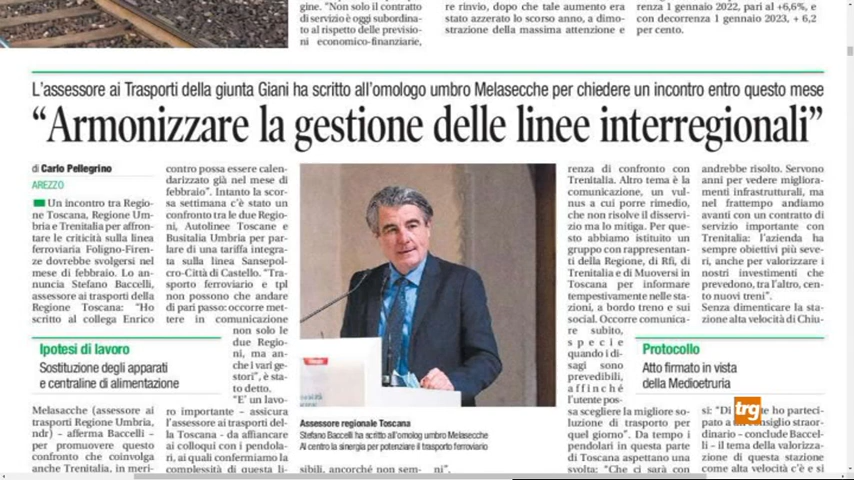 gine. "Non solo il contratto
di servizio è oggi subordina-
to al rispetto delle previsio-
ni economico-finanziarie,
re rinvio, dopo che tale aumento era
stato azzerato lo scorso anno, a dimo-
strazione della massima attenzione e
renza 1 gennaio 2022, pari al +6,6%, e
con decorrenza 1 gennaio 2023, + 6,2
per cento.
L'assessore ai Trasporti della giunta Giani ha scritto all'omologo umbro Melasecche per chiedere un incontro entro questo mese
"Armonizzare la gestione delle linee interregionali"
di Carlo Pellegrino
AREZZO
Un incontro tra Regio-
ne Toscana, Regione Um-
bria e Trenitalia per affron-
tare le criticità sulla linea
ferroviaria Foligno-Firen-
ze dovrebbe svolgersi nel
mese di febbraio. Lo an-
nuncia Stefano Baccelli,
assessore ai trasporti della
Regione Toscana: "Ho
scritto al collega Enrico
Ipotesi di lavoro
Sostituzione degli apparati
e centraline di alimentazione
Melasecche (assessore ai
trasporti Regione Umbria,
ndr) – afferma Baccelli –
per promuovere questo
confronto che coinvolga
anche Trenitalia, in meri-
contro possa essere calen-
darizzato già nel mese di
febbraio". Intanto la scor-
sa settimana c'è stato un
confronto tra le due Regio-
ni, Autolinee Toscane e
Busitalia Umbria per par-
lare di una tariffa integra-
ta sulla linea Sansepol-
cro-Città di Castello. "Tra-
sporto ferroviario e tpl
non possono che andare
di pari passo: occorre met-
tere in comunicazione
non solo le
due Regio-
ni, ma an-
che i vari ge-
stori", è sta-
to detto.
"E' un lavo-
ro importante – assicura
l'assessore ai trasporti del-
la Toscana - da affiancare
ai colloqui con i pendola-
ri, ai quali confermiamo la
complessità di questa li-
Assessore regionale Toscana
Stefano Baccelli ha scritto all'omolog umbro Melasecche
Al centro la sinergia per potenziare il trasporto ferroviario
sibili, ancorché non sem-
ni".
renza di confronto con
Trenitalia. Altro tema è la
comunicazione, un vul-
nus a cui porre rimedio,
che non risolve il disservi-
zio ma lo mitiga. Per que-
sto abbiamo istituito un
gruppo con rappresentan-
ti della Regione, di Rfi, di
Trenitalia e di Muoversi in
Toscana per informare
tempestivamente nelle sta-
zioni, a bordo treno e sui
social. Occorre comunica-
re subito,
specie
quando i di-
sagi sono
prevedibili,
affinché
l'utente pos-
sa scegliere la migliore so-
luzione di trasporto per
quel giorno". Da tempo i
pendolari in questa parte
di Toscana aspettano una
svolta: "Che ci sarà con
andrebbe risolto. Servono
anni per vedere migliora-
menti infrastrutturali, ma
nel frattempo andiamo
avanti con un contratto di
servizio importante con
Trenitalia: l'azienda ha
sempre obiettivi più seve-
ri, anche per valorizzare i
nostri investimenti che
prevedono, tra l'altro, cen-
to nuovi treni".
Senza dimenticare la sta-
zione alta velocità di Chiu-
Protocollo
Atto firmato in vista
della Medioetruria
si: "Di
te ho parteci-
pato a
consiglio straor-
dinario – conclude Baccel-
li – il tema della valorizza-
zione di questa stazione
come alta velocità c'è e si
trg